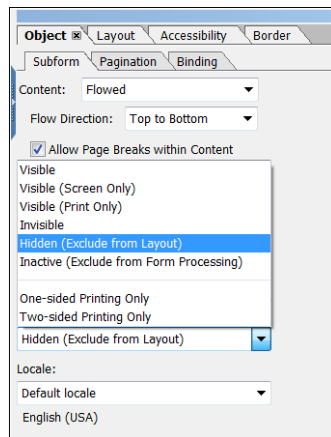 Object Layout Accessibility Border
Subform Pagination Binding
Content: Flowed
Flow Direction: Top to Bottom
Allow Page Breaks within Content
Visible
Visible (Screen Only)
Visible (Print Only)
Invisible
Hidden (Exclude from Layout)
Inactive (Exclude from Form Processing)
One-sided Printing Only
Two-sided Printing Only
Hidden (Exclude from Layout)
Locale:
Default locale
English (USA)